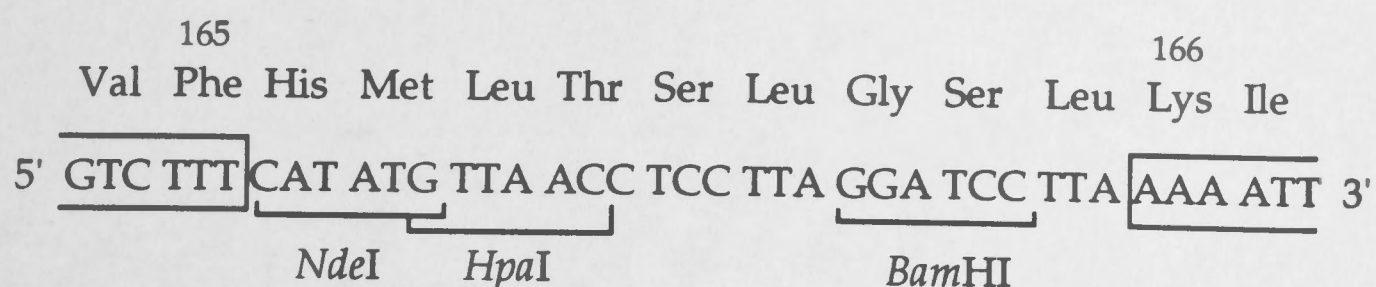 165 166
Val Phe His Met Leu Thr Ser Leu Gly Ser Leu Lys Ile
5' GTC TTT CAT ATG TTA ACC TCC TTA GGA TCC TTA AAA ATT 3'
NdeI HpaI BamHI